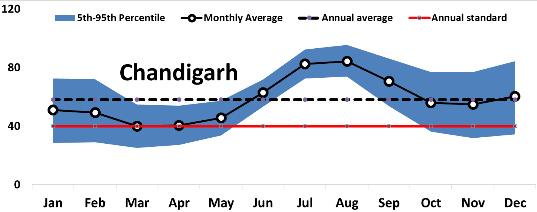 120
5th-95th Percentile Monthly Average Annual average Annual standard
80
Chandigarh
40
0
Jan Feb Mar Apr May Jun Jul Aug Sep Oct Nov Dec